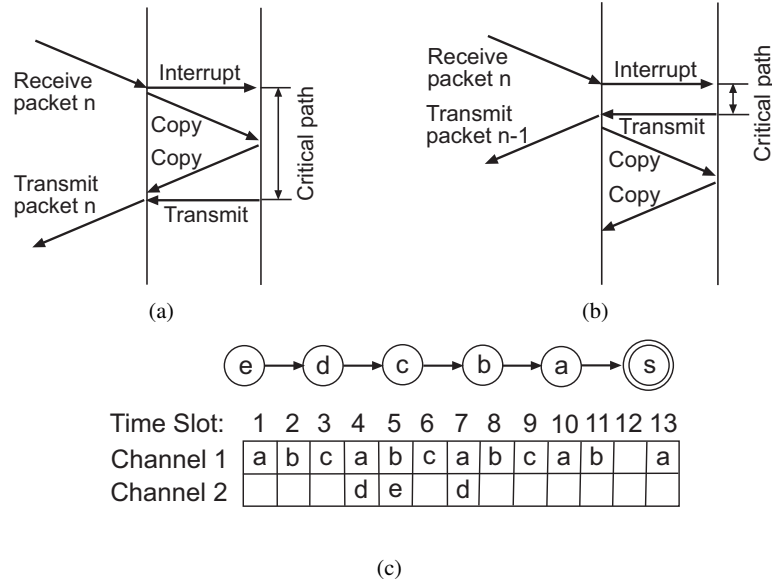 Receive
packet n
Interrupt
Copy
Copy
Transmit
packet n
Transmit
Critical path
(a)
Receive
packet n
Interrupt
Transmit
packet n-1
Transmit
Copy
Copy
Critical path
(b)
e d c b a s
Time Slot: 1 2 3 4 5 6 7 8 9 10 11 12 13
Channel 1 a b c a b c a b c a b a
Channel 2 d e d
(c)